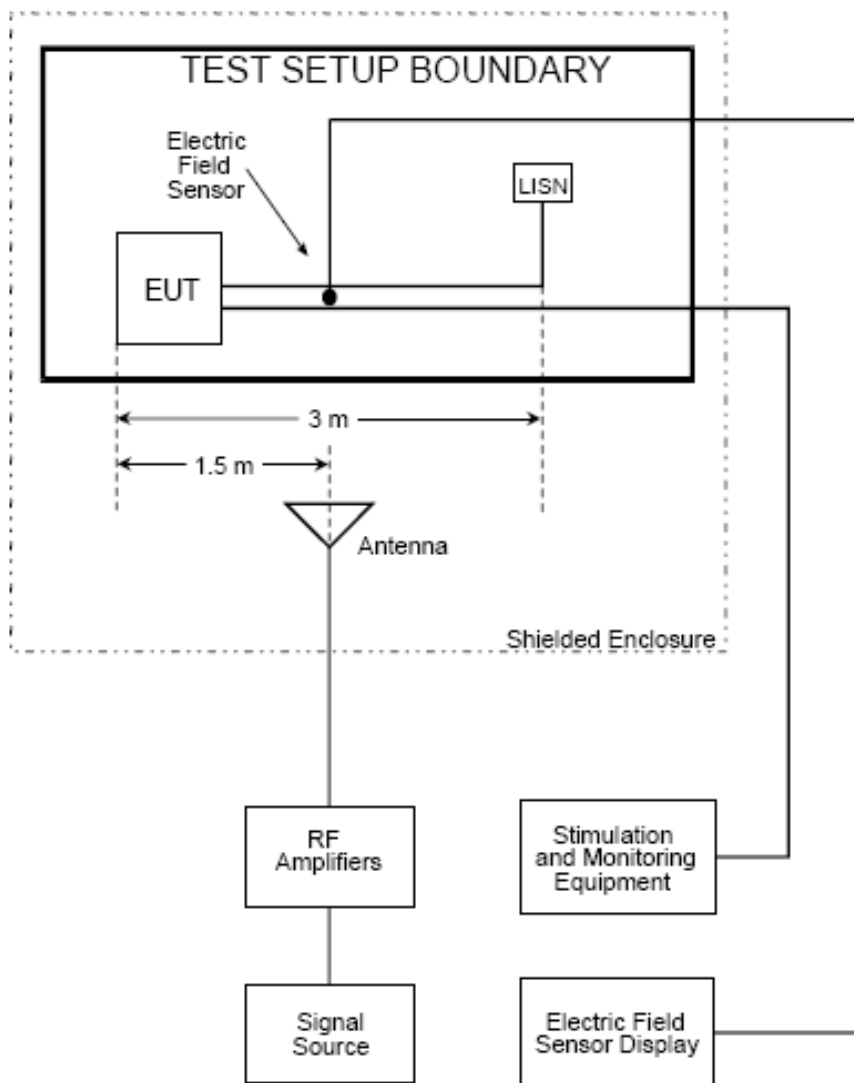 TEST SETUP BOUNDARY
Electric
Field
Sensor
LISN
EUT
3 m
1.5 m
Antenna
Shielded Enclosure
RF
Amplifiers
Stimulation
and Monitoring
Equipment
Signal
Source
Electric Field
Sensor Display